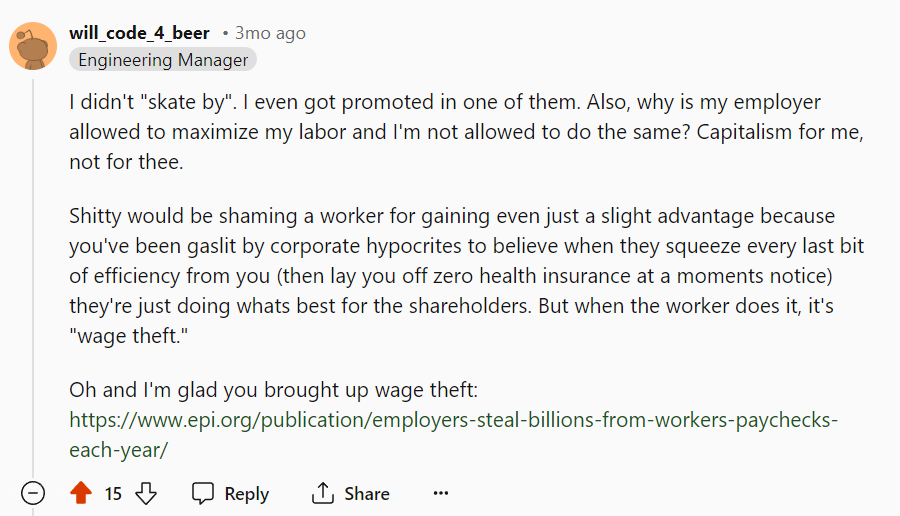 will_code_4_beer • 3mo ago
Engineering Manager
I didn't "skate by". I even got promoted in one of them. Also, why is my employer
allowed to maximize my labor and I'm not allowed to do the same? Capitalism for me,
not for thee.
Shitty would be shaming a worker for gaining even just a slight advantage because
you've been gaslit by corporate hypocrites to believe when they squeeze every last bit
of efficiency from you (then lay you off zero health insurance at a moments notice)
they're just doing whats best for the shareholders. But when the worker does it, it's
"wage theft."
Oh and I'm glad you brought up wage theft:
https://www.epi.org/publication/employers-steal-billions-from-workers-paychecks-
each-year/
15 Reply Share ...